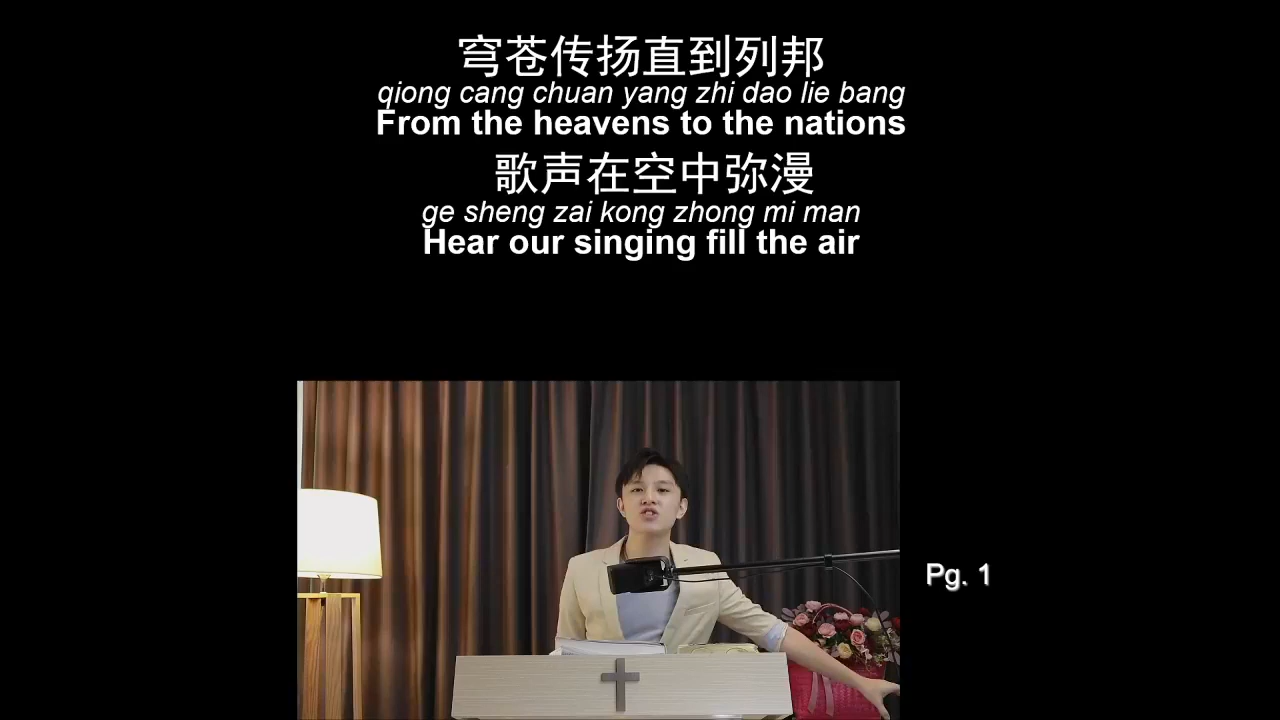 穹苍传扬直到列邦
qiong cang chuan yang zhi dao lie bang
From the heavens to the nations
歌声在空中弥漫
ge sheng zai kong zhong mi man
Hear our singing fill the air
Pg. 1